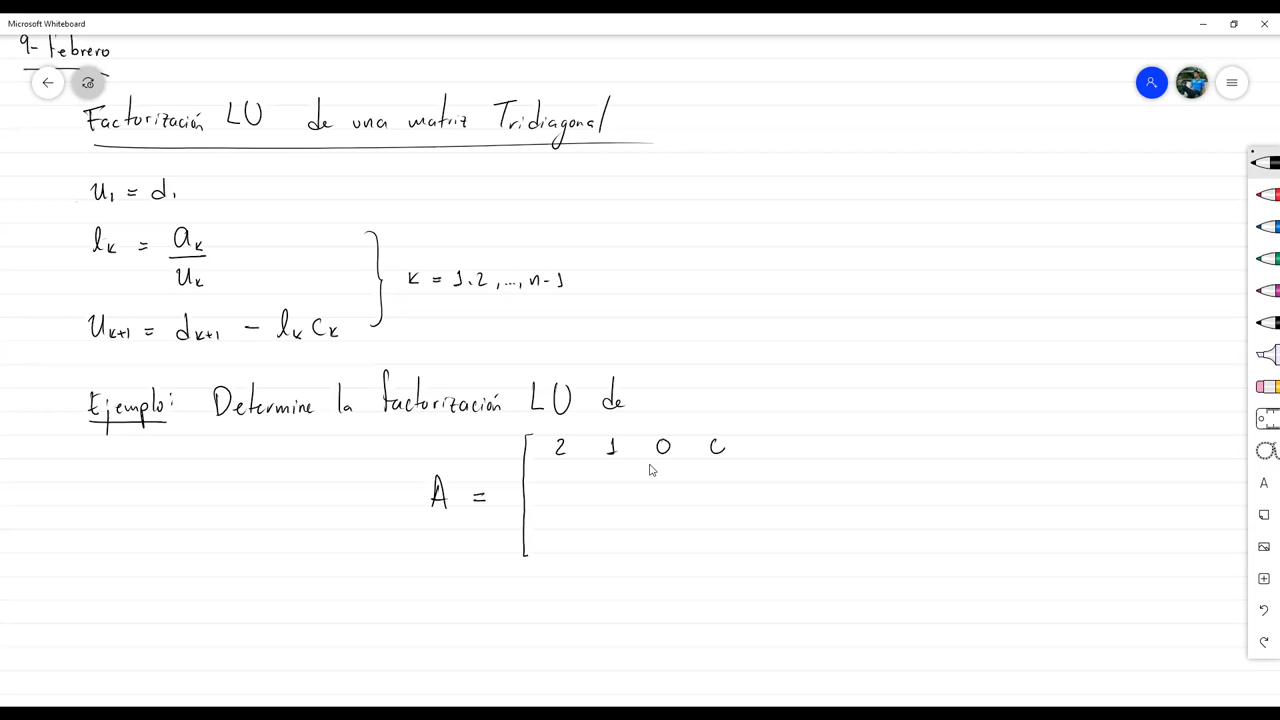 Microsoft Whiteboard
9- Febrero
Factorización LU de una matriz Tridiagonal
u₁ = d₁
lₖ = aₖ / uₖ
uₖ₊₁ = dₖ₊₁ - lₖ cₖ
k = 1,2,...,n-1
Ejemplo: Determine la factorización LU de
A = [ 2 1 0 0
A